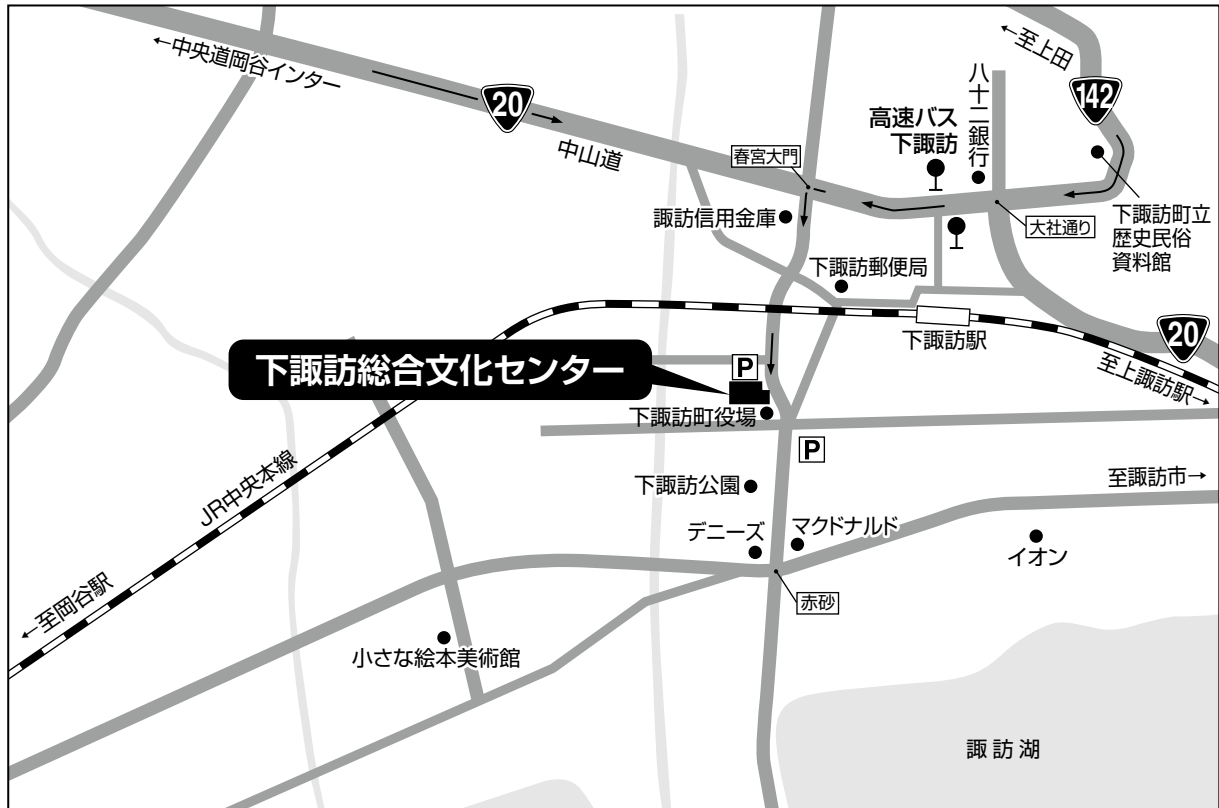 ←至上田
←中央道岡谷インター
八十二銀行
142
20
高速バス
下諏訪
中山道
春宮大門
諏訪信用金庫
大社通り
下諏訪町立
歴史民俗
資料館
下諏訪郵便局
下諏訪駅
20
下諏訪総合文化センター
P
至上諏訪駅→
下諏訪町役場
P
JR中央本線
下諏訪公園
至諏訪市→
デニーズ
マクドナルド
イオン
←至岡谷駅
赤砂
小さな絵本美術館
諏訪湖